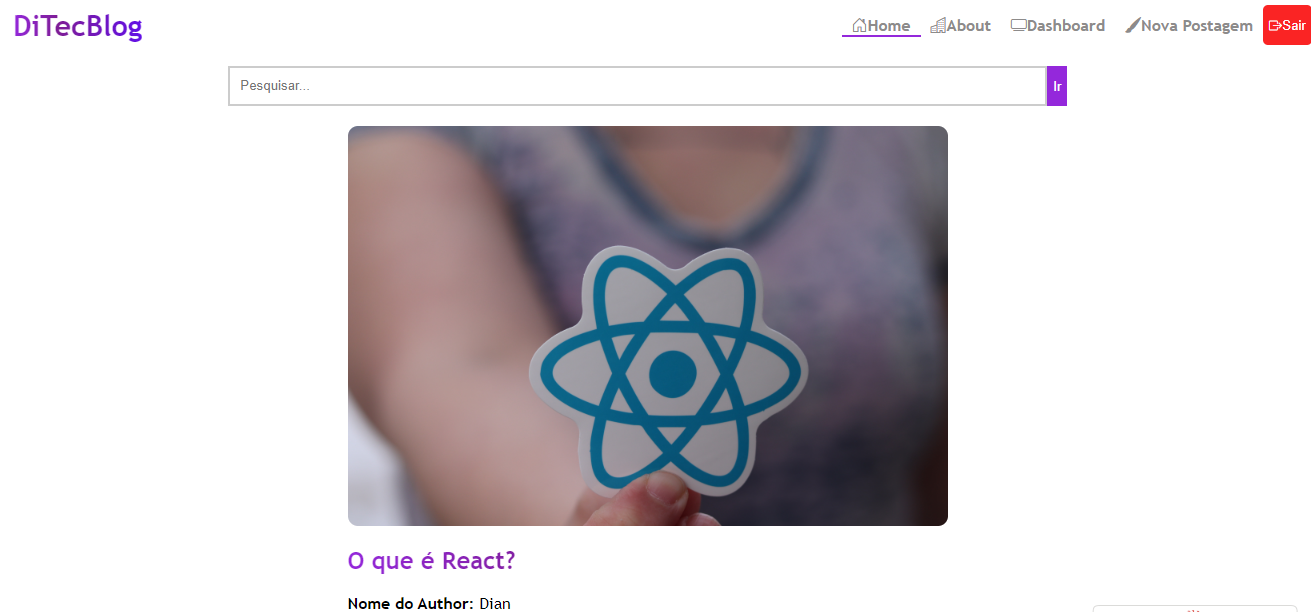 DiTecBlog
Home About Dashboard Nova Postagem Sair
Pesquisar... Ir
O que é React?
Nome do Author: Dian